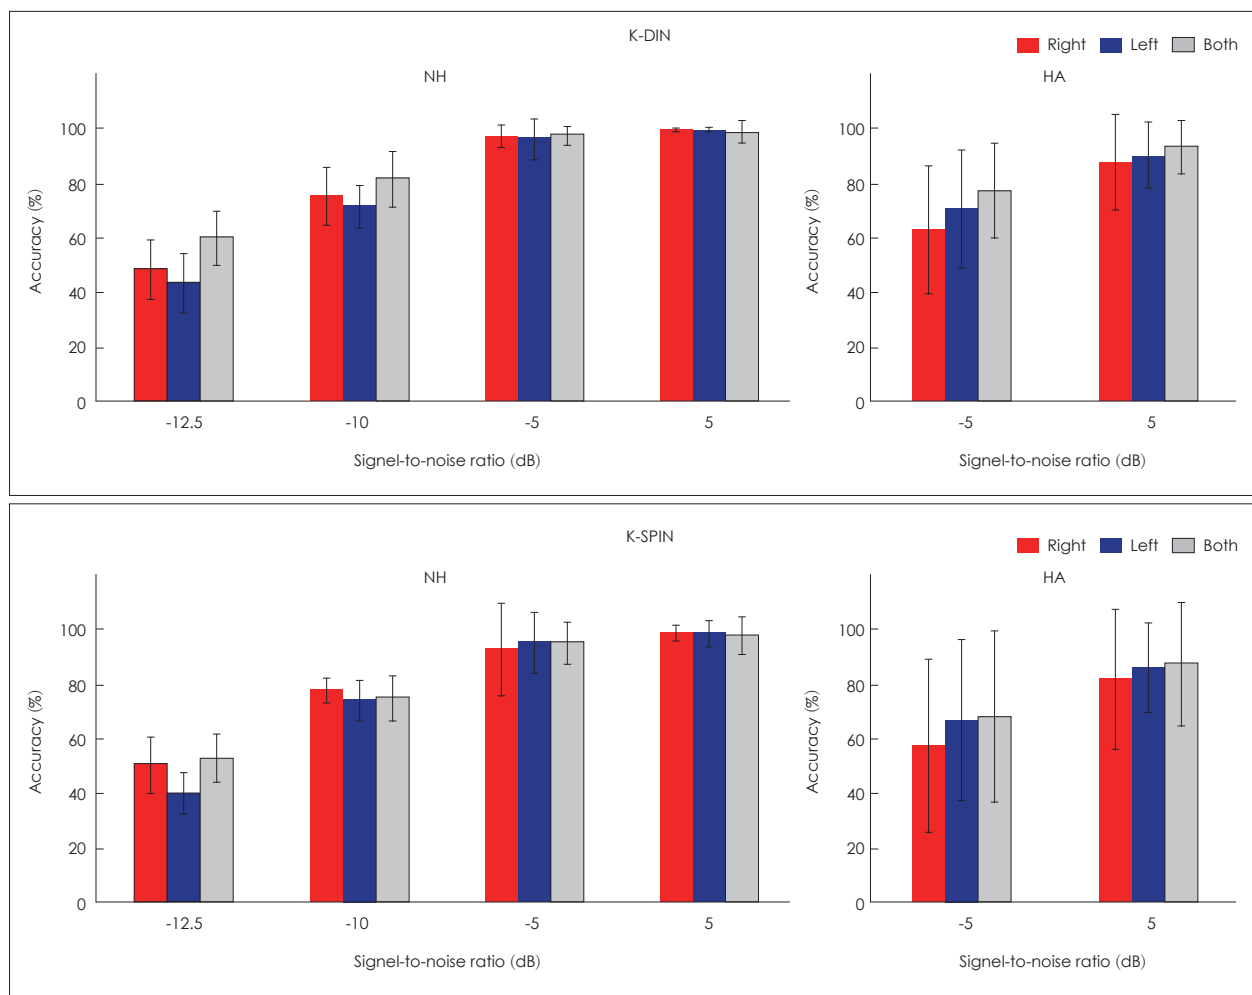 K-DIN
Right Left Both
NH
HA
Accuracy (%)
100
80
60
40
20
0
-12.5 -10 -5 5
Signel-to-noise ratio (dB)
Accuracy (%)
100
80
60
40
20
0
-5 5
Signel-to-noise ratio (dB)
K-SPIN
Right Left Both
NH
HA
Accuracy (%)
100
80
60
40
20
0
-12.5 -10 -5 5
Signel-to-noise ratio (dB)
Accuracy (%)
100
80
60
40
20
0
-5 5
Signel-to-noise ratio (dB)